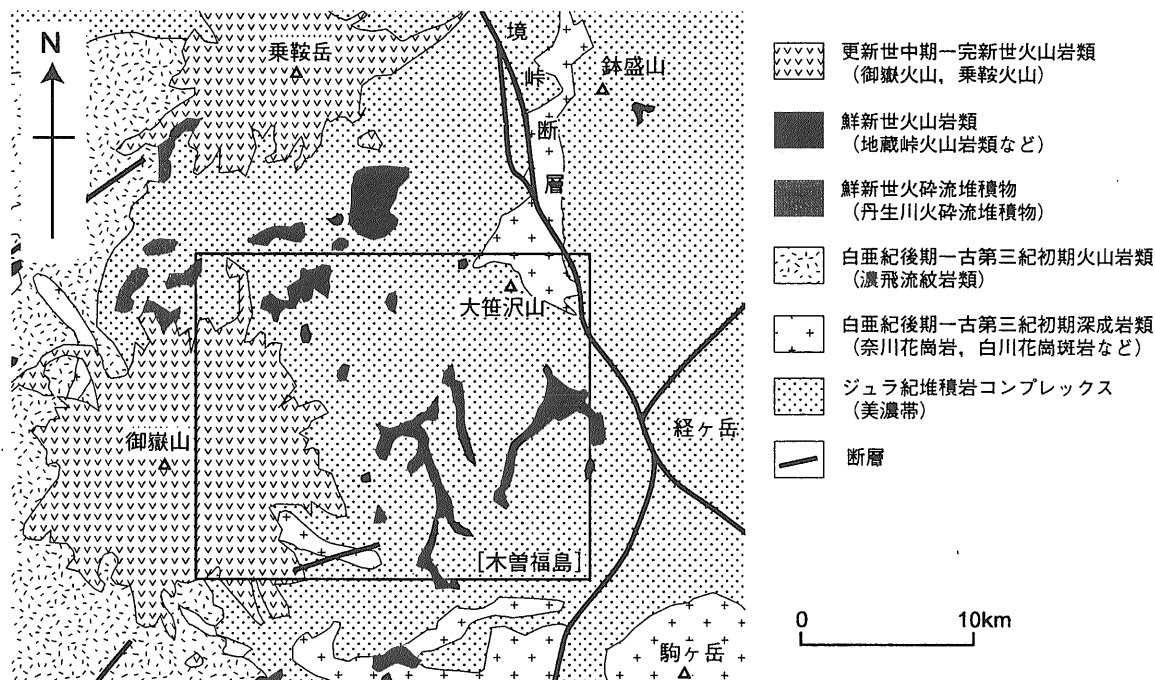 N
乗鞍岳
境
峠
断
層
鉢盛山
大笹沢山
御嶽山
経ヶ岳
[木曽福島]
駒ヶ岳
更新世中期ー完新世火山岩類
(御嶽火山，乗鞍火山)
鮮新世火山岩類
(地蔵峠火山岩類など)
鮮新世火砕流堆積物
(丹生川火砕流堆積物)
白亜紀後期ー古第三紀初期火山岩類
(濃飛流紋岩類)
白亜紀後期ー古第三紀初期深成岩類
(奈川花崗岩，白川花崗斑岩など)
ジュラ紀堆積岩コンプレックス
(美濃帯)
断層
0 10km